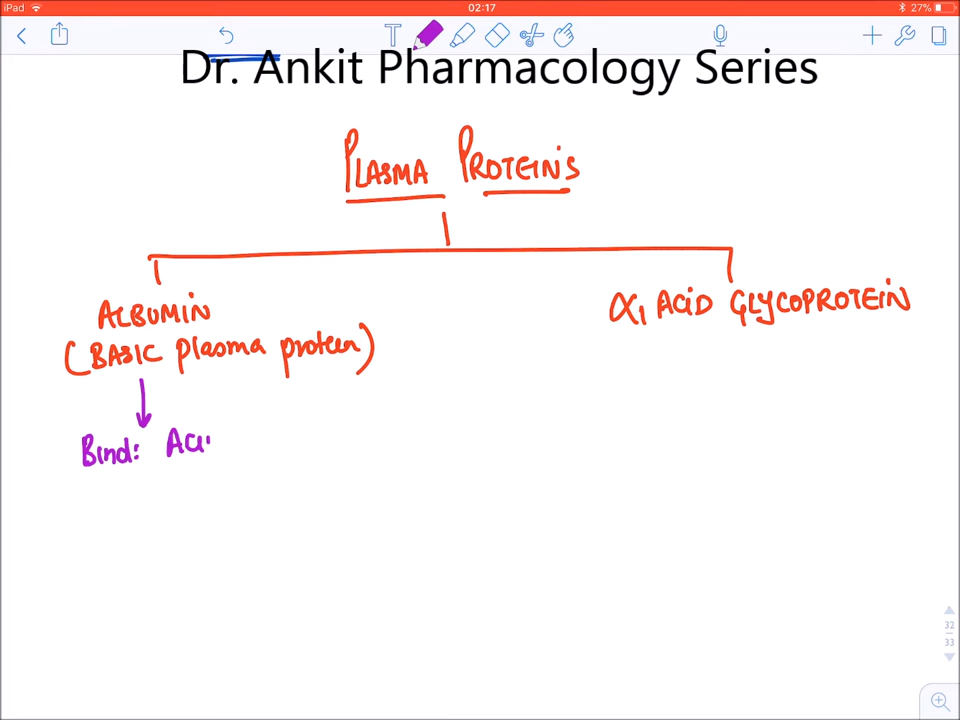 iPad 02:17 27%
T
Dr. Ankit Pharmacology Series
PLASMA PROTEINS
ALBUMIN
(BASIC plasma protein)
α1 ACID GLYCOPROTEIN
Bind: Aci
32
33